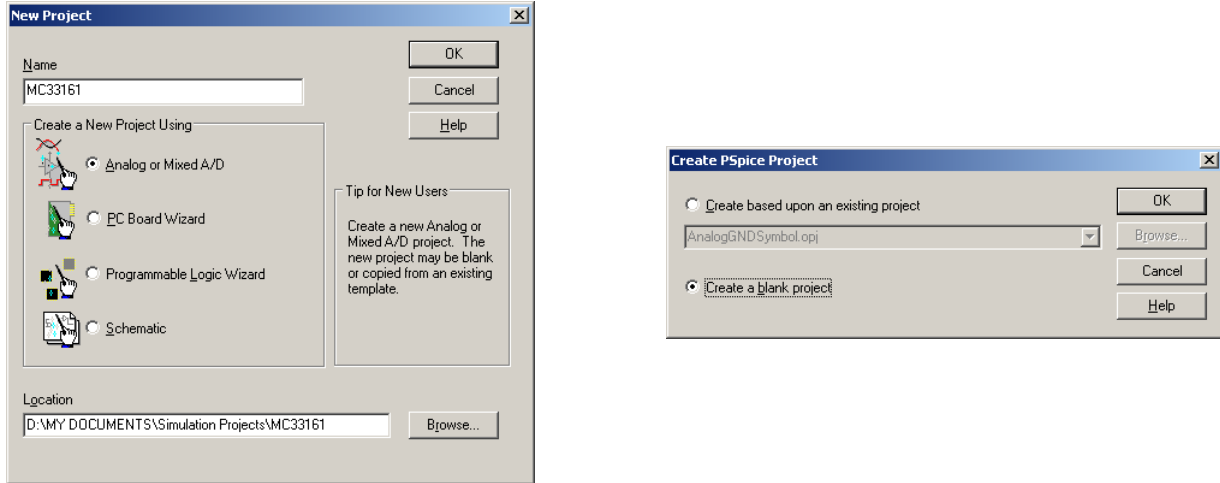 New Project
Name
MC33161
OK
Cancel
Help
Create a New Project Using
Analog or Mixed A/D
PC Board Wizard
Programmable Logic Wizard
Schematic
Tip for New Users
Create a new Analog or
Mixed A/D project. The
new project may be blank
or copied from an existing
template.
Location
D:\MY DOCUMENTS\Simulation Projects\MC33161
Browse...
Create PSpice Project
Create based upon an existing project
AnalogGNDSymbol.opj
Create a blank project
OK
Browse...
Cancel
Help